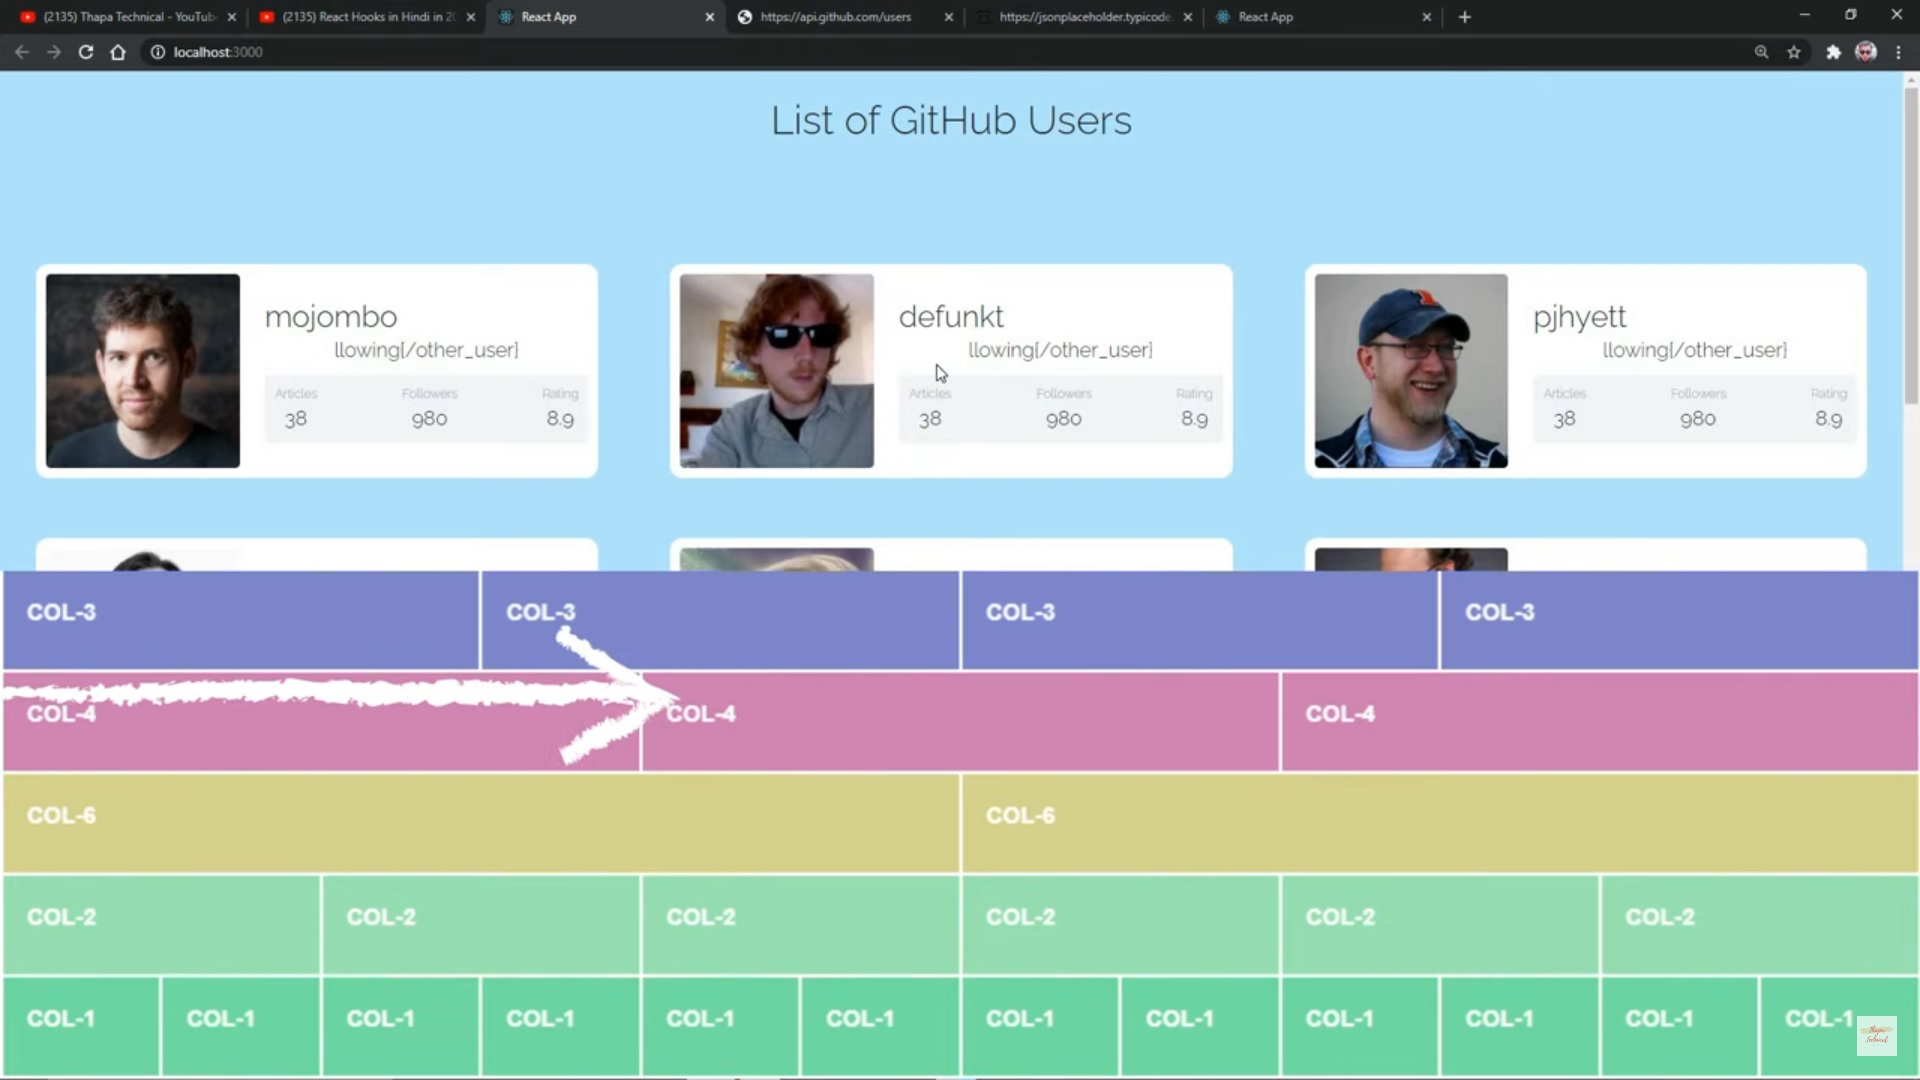 (2135) Thapa Technical - YouTub
(2135) React Hooks in Hindi in 20
React App
https://api.github.com/users
https://jsonplaceholder.typicode
React App
localhost:3000
List of GitHub Users
mojombo
llowing{/other_user}
Articles Followers Rating
38 980 8.9
defunkt
llowing{/other_user}
Articles Followers Rating
38 980 8.9
pjhyett
llowing{/other_user}
Articles Followers Rating
38 980 8.9
COL-3 COL-3 COL-3 COL-3
COL-4 COL-4 COL-4
COL-6 COL-6
COL-2 COL-2 COL-2 COL-2 COL-2 COL-2
COL-1 COL-1 COL-1 COL-1 COL-1 COL-1 COL-1 COL-1 COL-1 COL-1 COL-1 COL-1